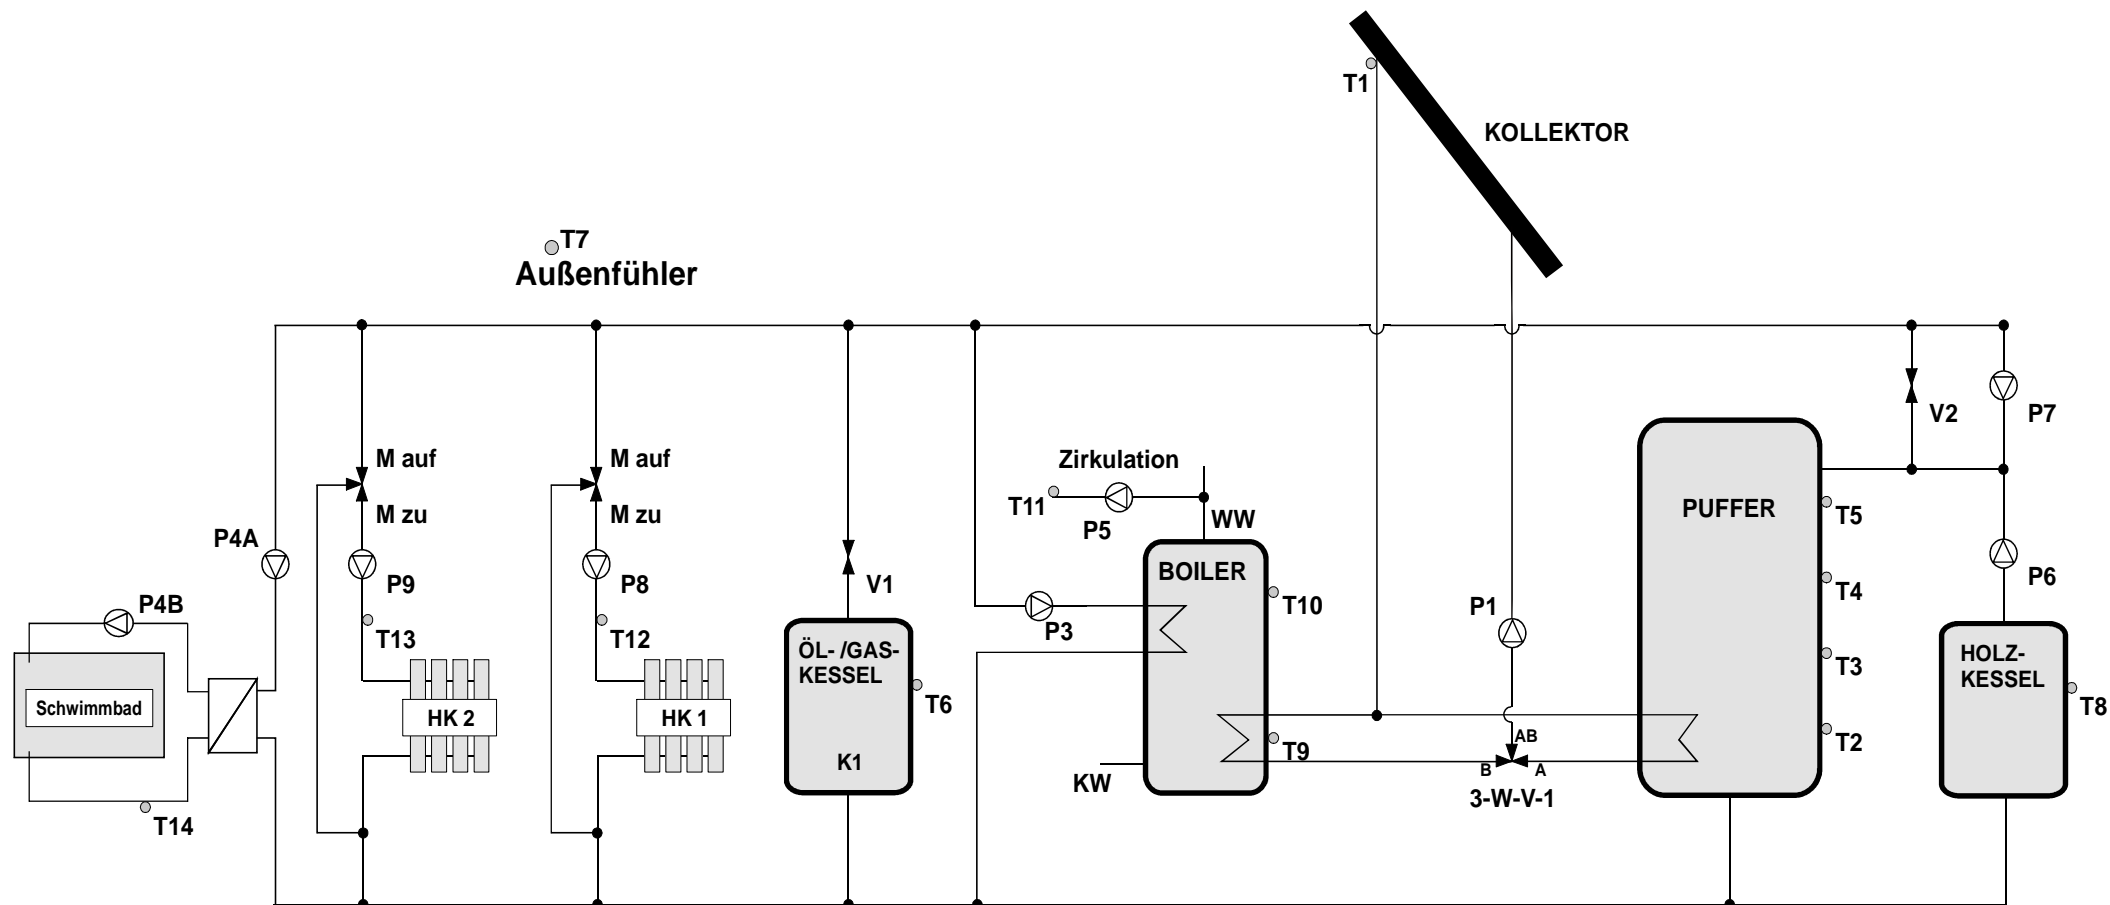 T1
KOLLEKTOR
T7
Außenfühler
M auf
M auf
Zirkulation
V2
P7
T11
P5
WW
PUFFER
T5
M zu
M zu
P4A
P9
P8
V1
BOILER
P6
T10
T4
P4B
T13
T12
P3
P1
ÖL- /GAS-
KESSEL
T3
HOLZ-
KESSEL
T6
T8
Schwimmbad
HK 2
HK 1
AB
T9
T2
K1
B
A
KW
3-W-V-1
T14